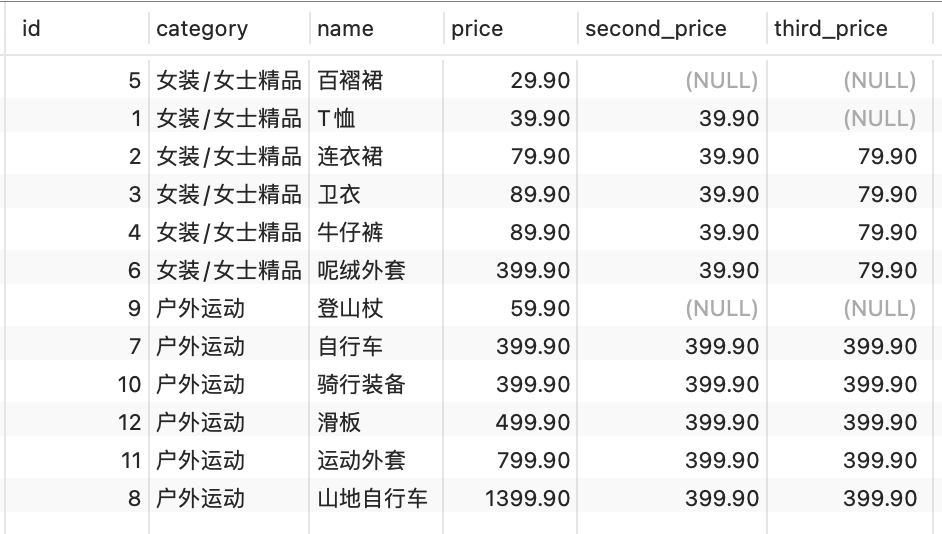 id category name price second_price third_price
5 女装/女士精品 百褶裙 29.90 (NULL) (NULL)
1 女装/女士精品 T恤 39.90 39.90 (NULL)
2 女装/女士精品 连衣裙 79.90 39.90 79.90
3 女装/女士精品 卫衣 89.90 39.90 79.90
4 女装/女士精品 牛仔裤 89.90 39.90 79.90
6 女装/女士精品 呢绒外套 399.90 39.90 79.90
9 户外运动 登山杖 59.90 (NULL) (NULL)
7 户外运动 自行车 399.90 399.90 399.90
10 户外运动 骑行装备 399.90 399.90 399.90
12 户外运动 滑板 499.90 399.90 399.90
11 户外运动 运动外套 799.90 399.90 399.90
8 户外运动 山地自行车 1399.90 399.90 399.90